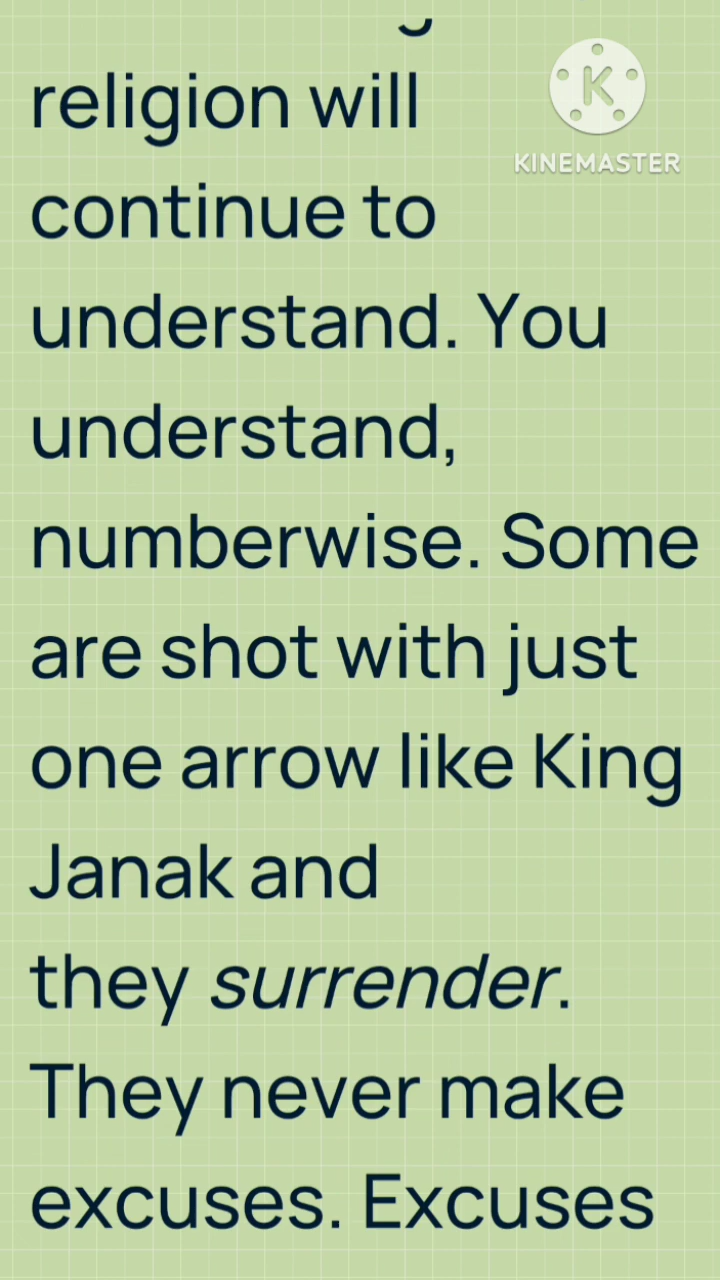 religion will
KINEMASTER
continue to
understand. You
understand,
numberwise. Some
are shot with just
one arrow like King
Janak and
they surrender.
They never make
excuses. Excuses